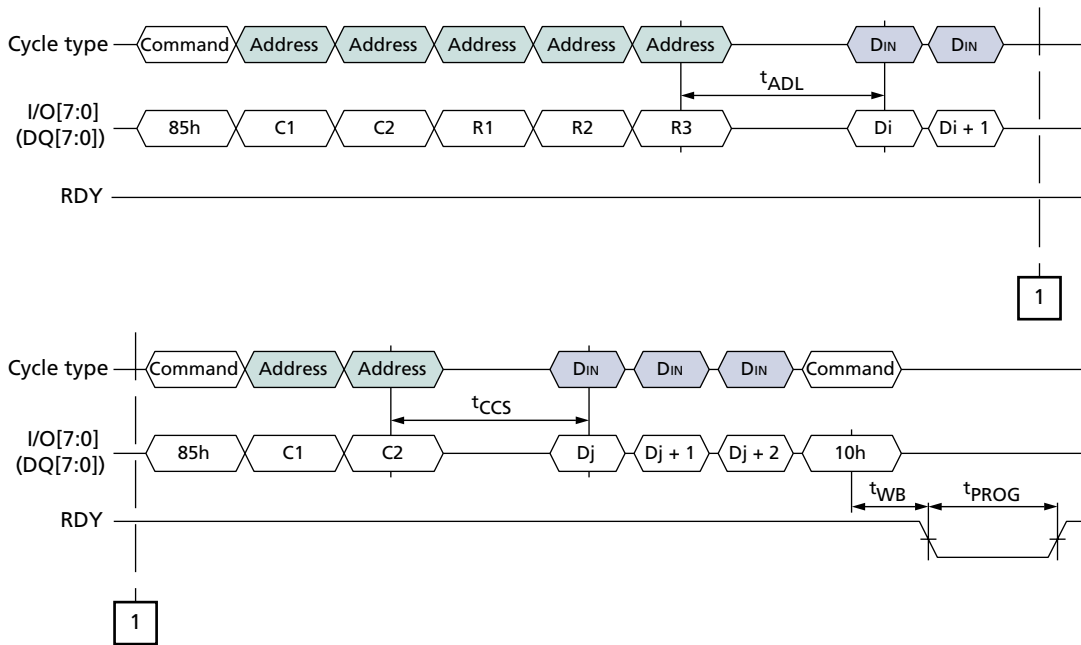 Cycle type Command Address Address Address Address Address DIN DIN
tADL
I/O[7:0]
(DQ[7:0]) 85h C1 C2 R1 R2 R3 Di Di + 1
RDY
1
Cycle type Command Address Address DIN DIN DIN Command
tCCS
I/O[7:0]
(DQ[7:0]) 85h C1 C2 Dj Dj + 1 Dj + 2 10h
tWB tPROG
RDY
1